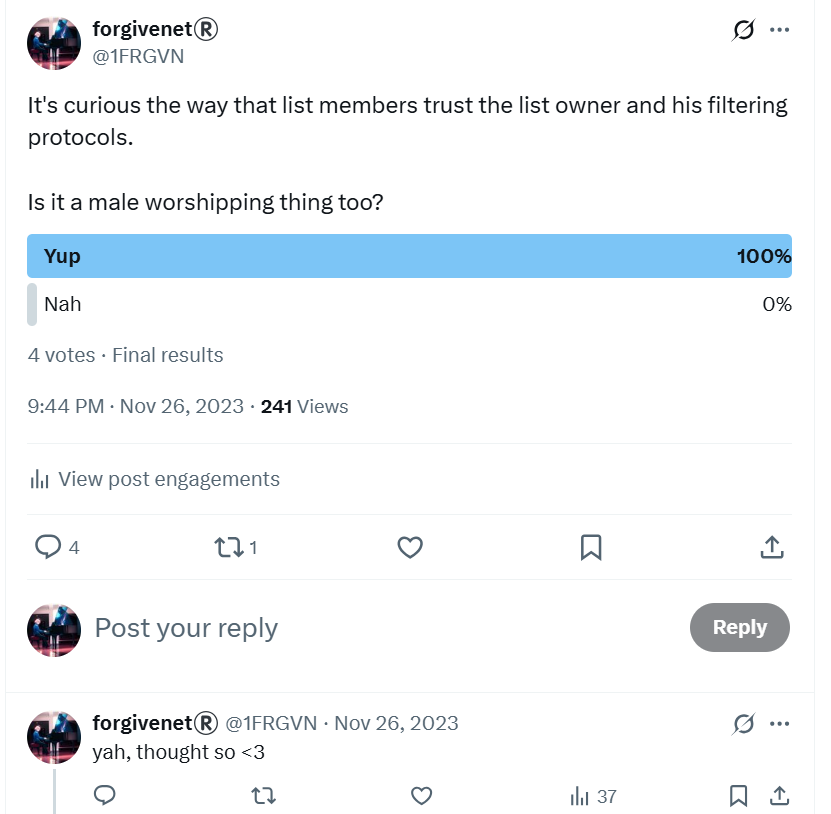 forgivenet®
@1FRGVN
It's curious the way that list members trust the list owner and his filtering
protocols.
Is it a male worshipping thing too?
Yup 100%
Nah 0%
4 votes · Final results
9:44 PM · Nov 26, 2023 · 241 Views
View post engagements
4 1
Post your reply Reply
forgivenet® @1FRGVN · Nov 26, 2023
yah, thought so <3
37